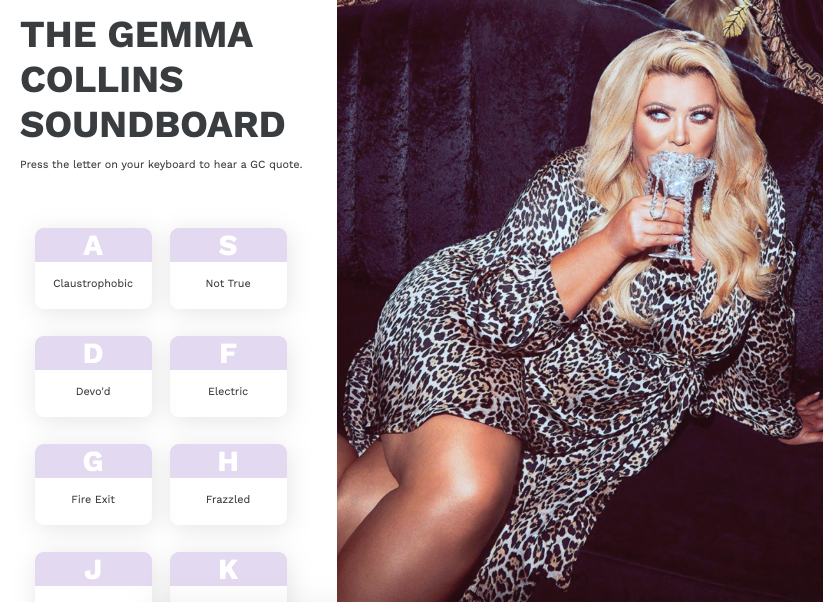 THE GEMMA
COLLINS
SOUNDBOARD
Press the letter on your keyboard to hear a GC quote.
A S
Claustrophobic Not True
D F
Devo'd Electric
G H
Fire Exit Frazzled
J K